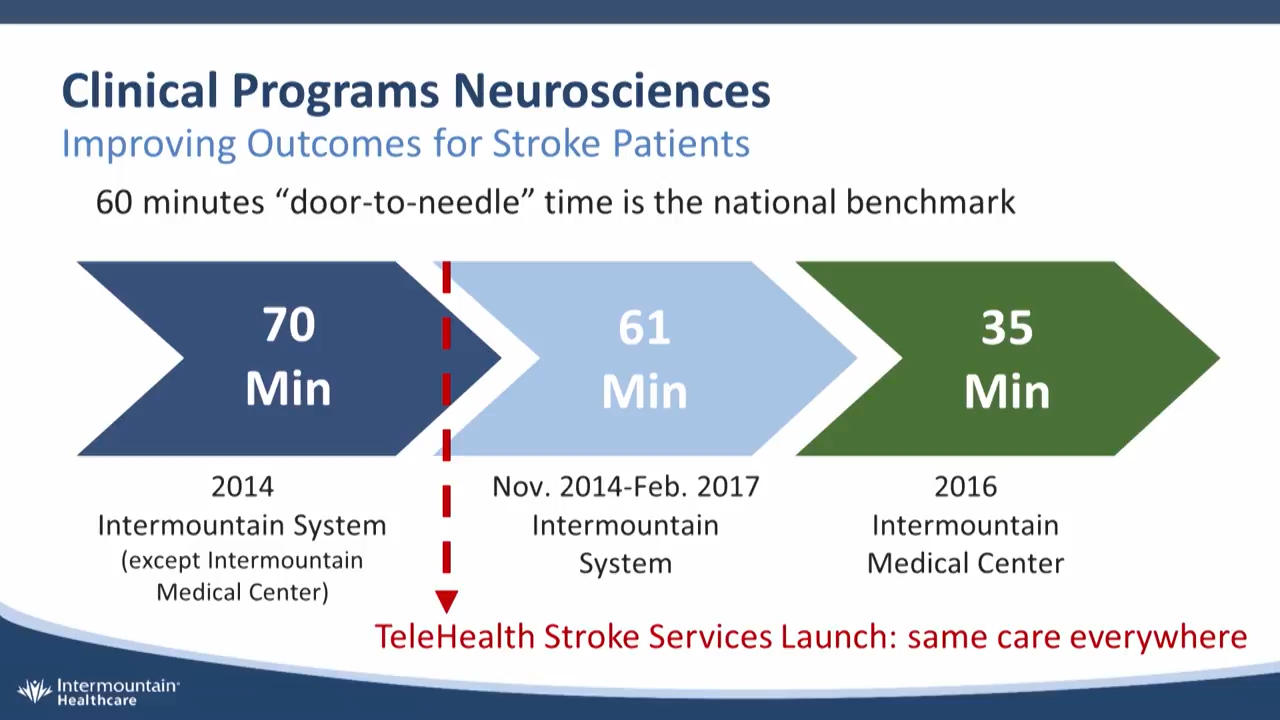 Clinical Programs Neurosciences
Improving Outcomes for Stroke Patients
60 minutes “door-to-needle” time is the national benchmark
70
Min
61
Min
35
Min
2014
Intermountain System
(except Intermountain
Medical Center)
Nov. 2014-Feb. 2017
Intermountain
System
2016
Intermountain
Medical Center
TeleHealth Stroke Services Launch: same care everywhere
Intermountain
Healthcare